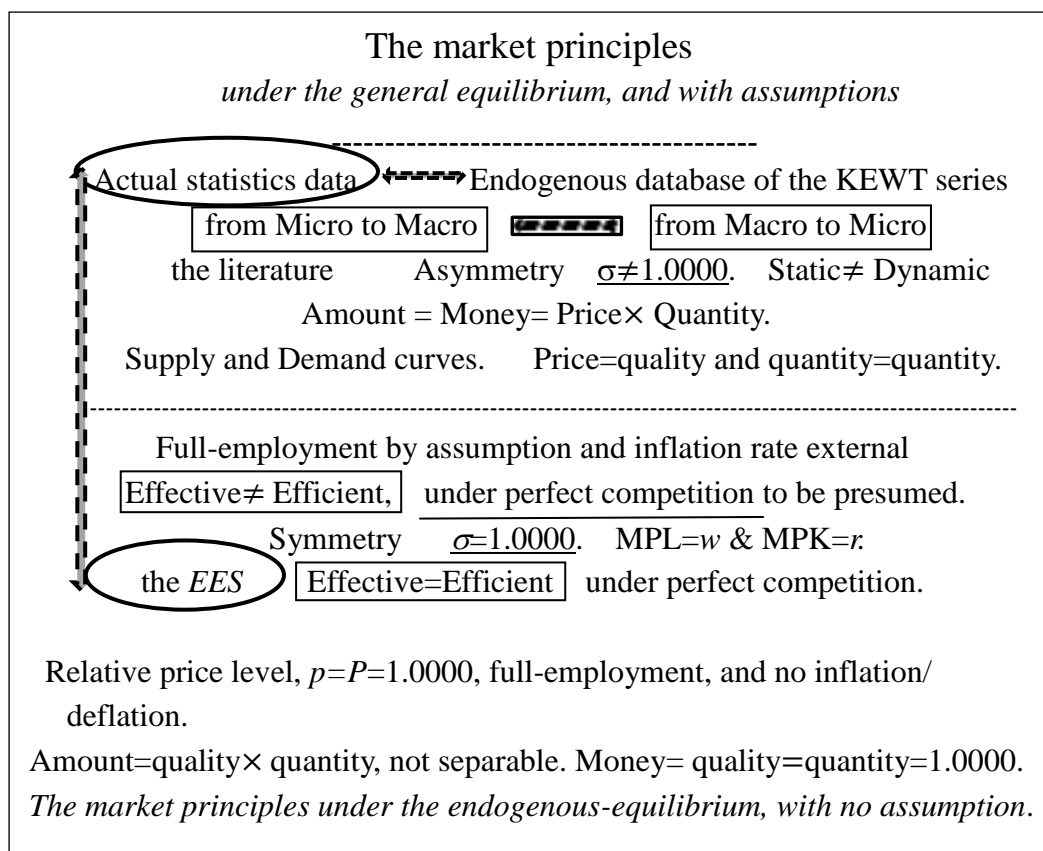 The market principles
under the general equilibrium, and with assumptions
Actual statistics data Endogenous database of the KEWT series
from Micro to Macro from Macro to Micro
the literature Asymmetry σ≠1.0000. Static≠ Dynamic
Amount = Money= Price× Quantity.
Supply and Demand curves. Price=quality and quantity=quantity.
Full-employment by assumption and inflation rate external
Effective≠ Efficient, under perfect competition to be presumed.
Symmetry σ=1.0000. MPL=w & MPK=r.
the EES Effective=Efficient under perfect competition.
Relative price level, p=P=1.0000, full-employment, and no inflation/
deflation.
Amount=quality× quantity, not separable. Money= quality=quantity=1.0000.
The market principles under the endogenous-equilibrium, with no assumption.